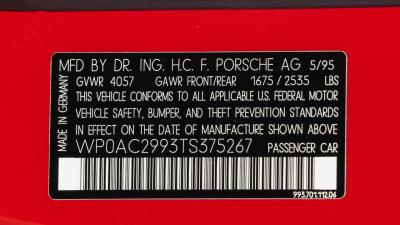 MFD BY DR. ING. H.C. F. PORSCHE AG 5/95
GVWR 4057 GAWR FRONT/REAR 1675 / 2535 LBS
THIS VEHICLE CONFORMS TO ALL APPLICABLE U.S. FEDERAL MOTOR
VEHICLE SAFETY, BUMPER, AND THEFT PREVENTION STANDARDS
IN EFFECT ON THE DATE OF MANUFACTURE SHOWN ABOVE.
WP0AC2993TS375267 PASSENGER CAR
MADE IN GERMANY
993.701.112.06